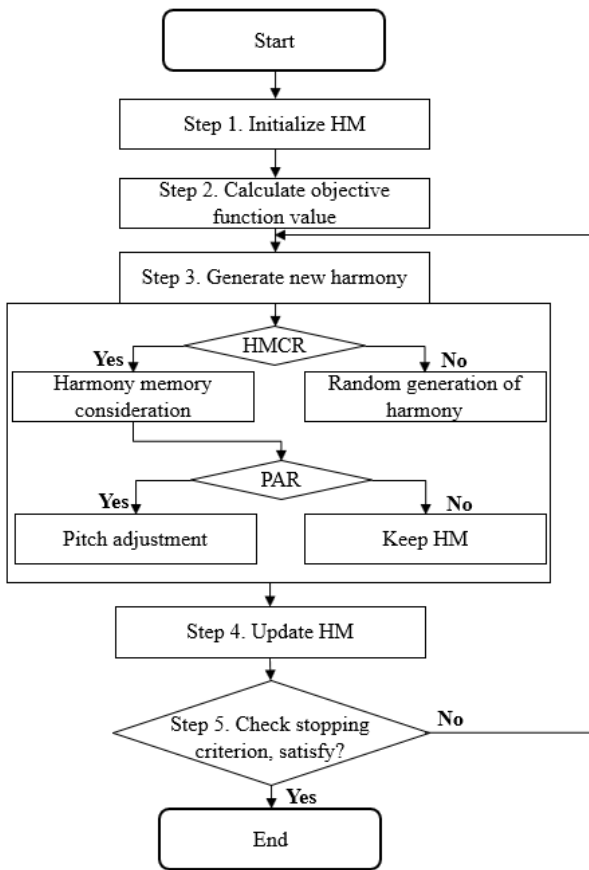 Start
Step 1. Initialize HM
Step 2. Calculate objective
function value
Step 3. Generate new harmony
HMCR
Yes
No
Harmony memory
consideration
Random generation of
harmony
PAR
Yes
No
Pitch adjustment
Keep HM
Step 4. Update HM
Step 5. Check stopping
criterion, satisfy?
No
Yes
End